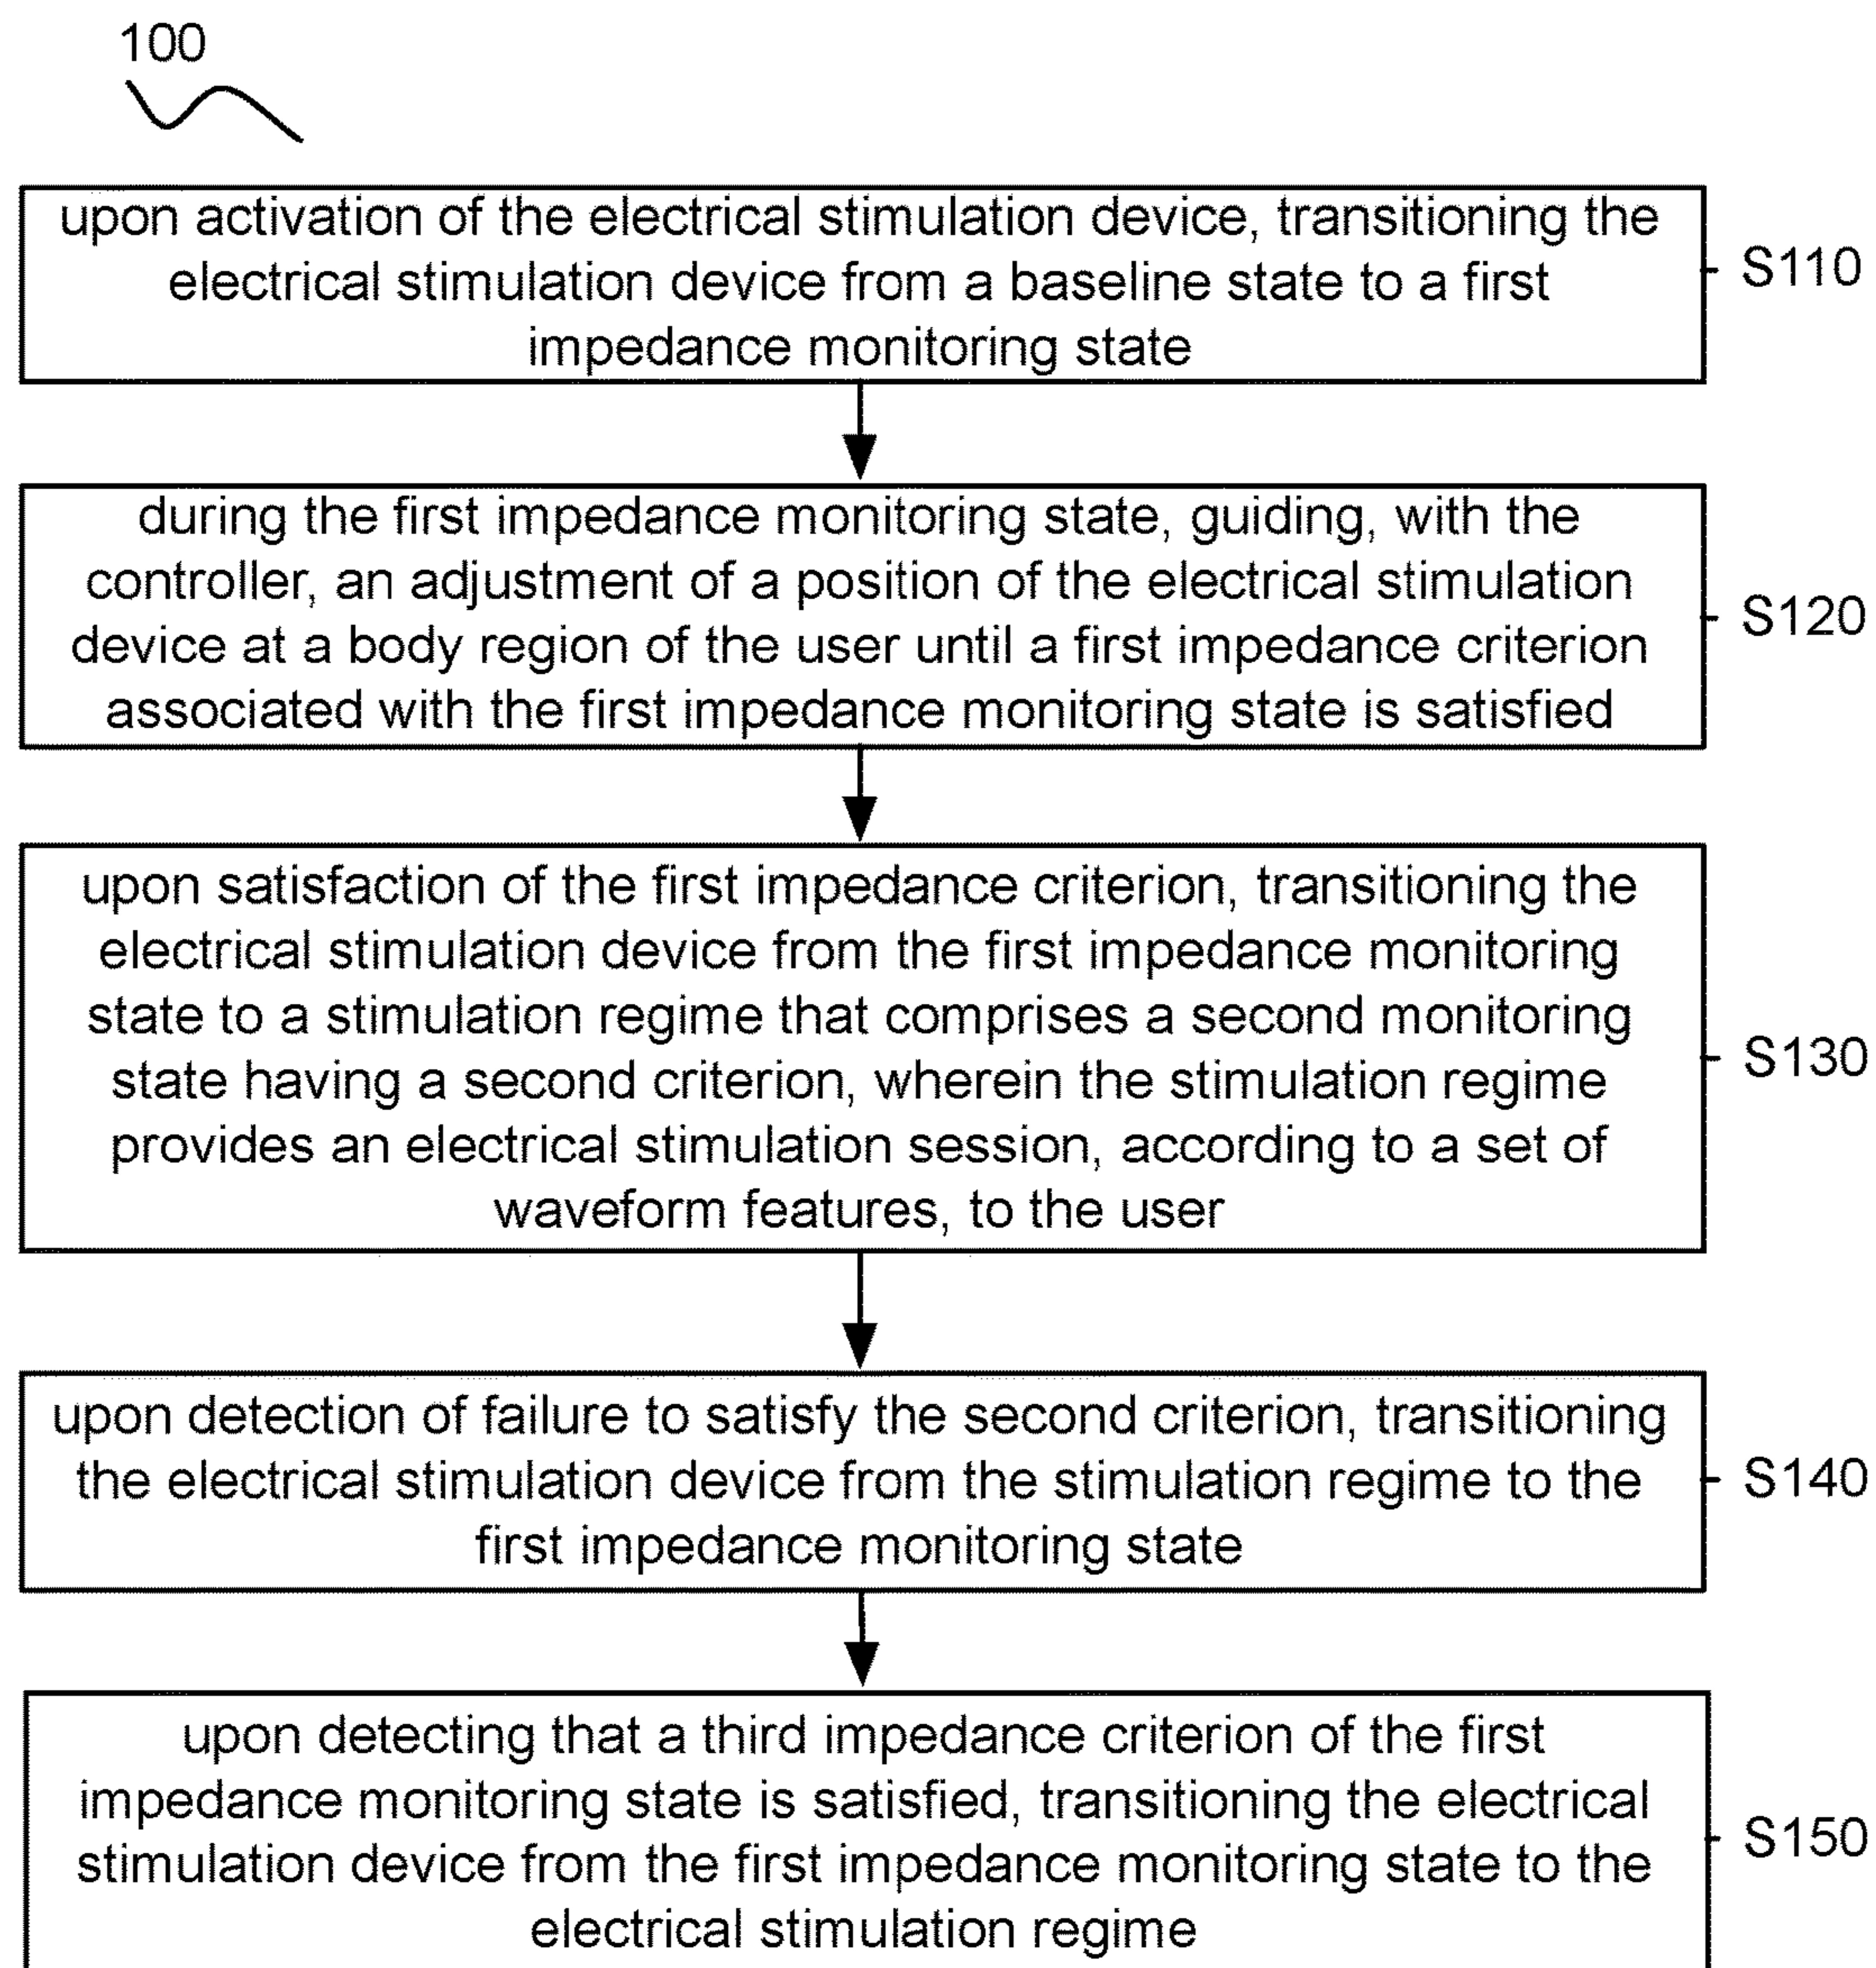 100
upon activation of the electrical stimulation device, transitioning the
electrical stimulation device from a baseline state to a first
impedance monitoring state
S110
during the first impedance monitoring state, guiding, with the
controller, an adjustment of a position of the electrical stimulation
device at a body region of the user until a first impedance criterion
associated with the first impedance monitoring state is satisfied
S120
upon satisfaction of the first impedance criterion, transitioning the
electrical stimulation device from the first impedance monitoring
state to a stimulation regime that comprises a second monitoring
state having a second criterion, wherein the stimulation regime
provides an electrical stimulation session, according to a set of
waveform features, to the user
S130
upon detection of failure to satisfy the second criterion, transitioning
the electrical stimulation device from the stimulation regime to the
first impedance monitoring state
S140
upon detecting that a third impedance criterion of the first
impedance monitoring state is satisfied, transitioning the electrical
stimulation device from the first impedance monitoring state to the
electrical stimulation regime
S150